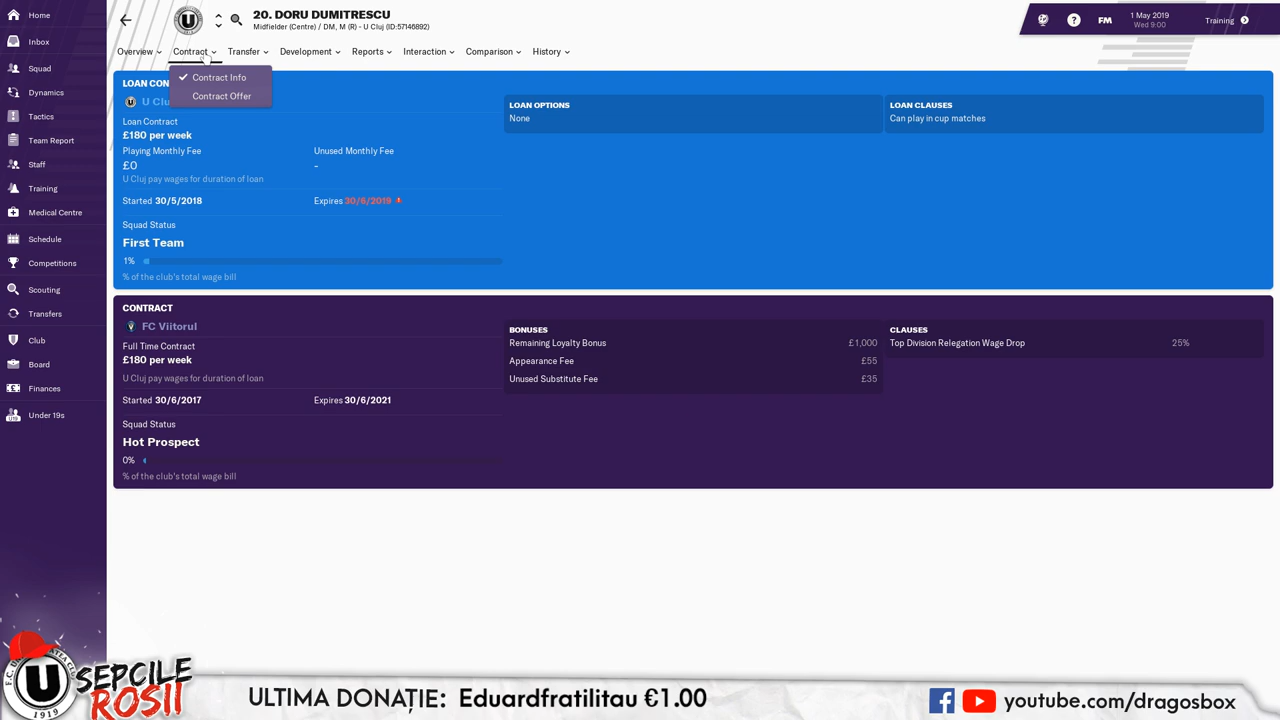 Home
Inbox
Squad
Dynamics
Tactics
Team Report
Staff
Training
Medical Centre
Schedule
Competitions
Scouting
Transfers
Club
Board
Finances
Under 19s
20. DORU DUMITRESCU
Midfielder (Centre) / DM, M (R) - U Cluj (ID:57146892)
FM
1 May 2019
Wed 9:00
Training
Overview Contract Transfer Development Reports Interaction Comparison History
Contract Info
Contract Offer
LOAN CON
U Clu
Loan Contract
£180 per week
Playing Monthly Fee Unused Monthly Fee
£0 -
U Cluj pay wages for duration of loan
Started 30/5/2018 Expires 30/6/2019
Squad Status
First Team
1%
% of the club's total wage bill
LOAN OPTIONS
None
LOAN CLAUSES
Can play in cup matches
CONTRACT
FC Viitorul
Full Time Contract
£180 per week
U Cluj pay wages for duration of loan
Started 30/6/2017 Expires 30/6/2021
Squad Status
Hot Prospect
0%
% of the club's total wage bill
BONUSES
Remaining Loyalty Bonus £1,000
Appearance Fee £55
Unused Substitute Fee £35
CLAUSES
Top Division Relegation Wage Drop 25%
U
1919
SEPCILE
ROSII
ULTIMA DONAȚIE: Eduardfratilitau €1.00
youtube.com/dragosbox